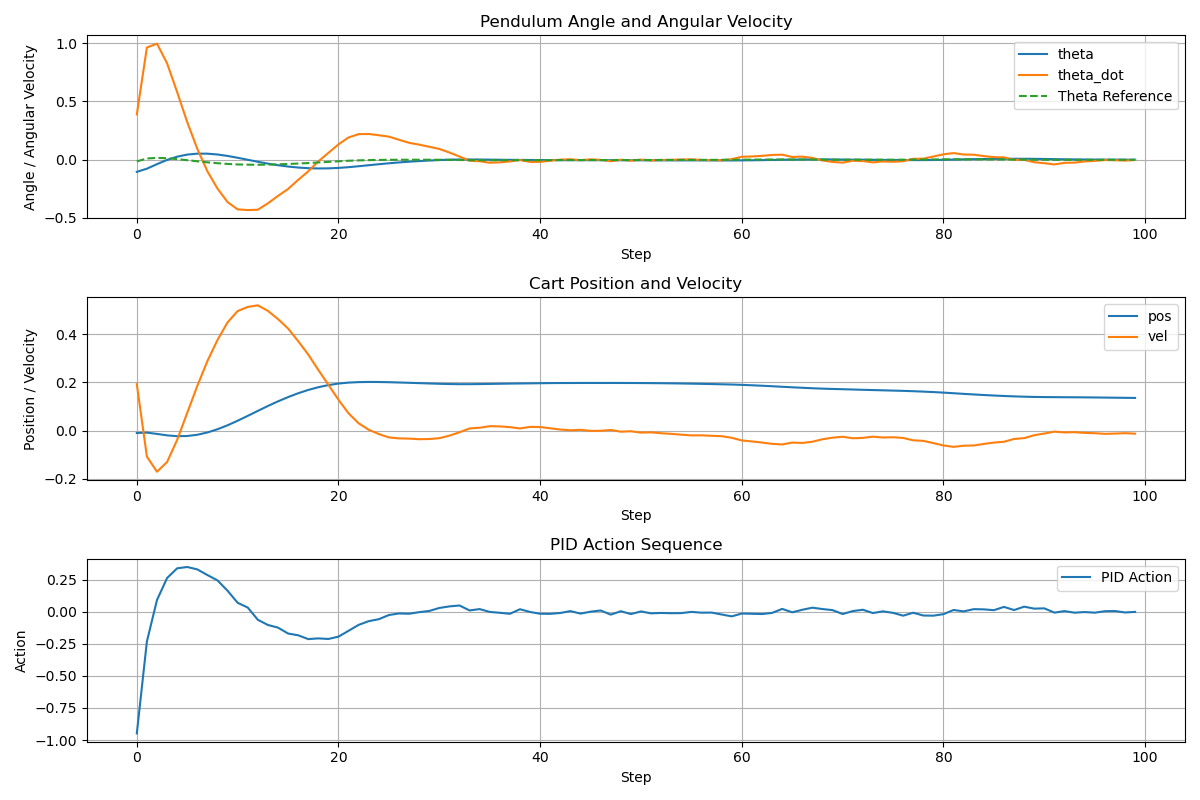 Pendulum Angle and Angular Velocity
Angle / Angular Velocity
1.0
0.5
0.0
−0.5
theta
theta_dot
Theta Reference
0 20 40 60 80 100
Step
Cart Position and Velocity
Position / Velocity
0.4
0.2
0.0
−0.2
pos
vel
0 20 40 60 80 100
Step
PID Action Sequence
Action
0.25
0.00
−0.25
−0.50
−0.75
−1.00
PID Action
0 20 40 60 80 100
Step